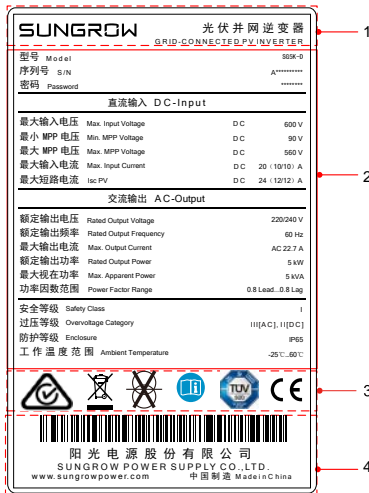 SUNGROW 光伏并网逆变器 1
GRID-CONNECTED PV INVERTER
型号 Model SG5K-D
序列号 S/N A**********
密码 Password ********
直流输入 DC-Input
最大输入电压 Max. Input Voltage DC 600 V
最小 MPP 电压 Min. MPP Voltage DC 90 V
最大 MPP 电压 Max. MPP Voltage DC 560 V
最大输入电流 Max. Input Current DC 20（10/10）A
最大短路电流 Isc PV DC 24（12/12）A
2
交流输出 AC-Output
额定输出电压 Rated Output Voltage 220/240 V
额定输出频率 Rated Output Frequency 60 Hz
最大输出电流 Max. Output Current AC 22.7 A
额定输出功率 Rated Output Power 5 kW
最大视在功率 Max. Apparent Power 5 kVA
功率因数范围 Power Factor Range 0.8 Lead...0.8 Lag
安全等级 Safety Class I
过压等级 Overvoltage Category III[AC], II[DC]
防护等级 Enclosure IP65
工作温度范围 Ambient Temperature -25℃...60℃
TÜV SÜD CE 3
阳光电源股份有限公司
SUNGROW POWER SUPPLY CO.,LTD. 4
www.sungrowpower.com 中国制造 Made in China